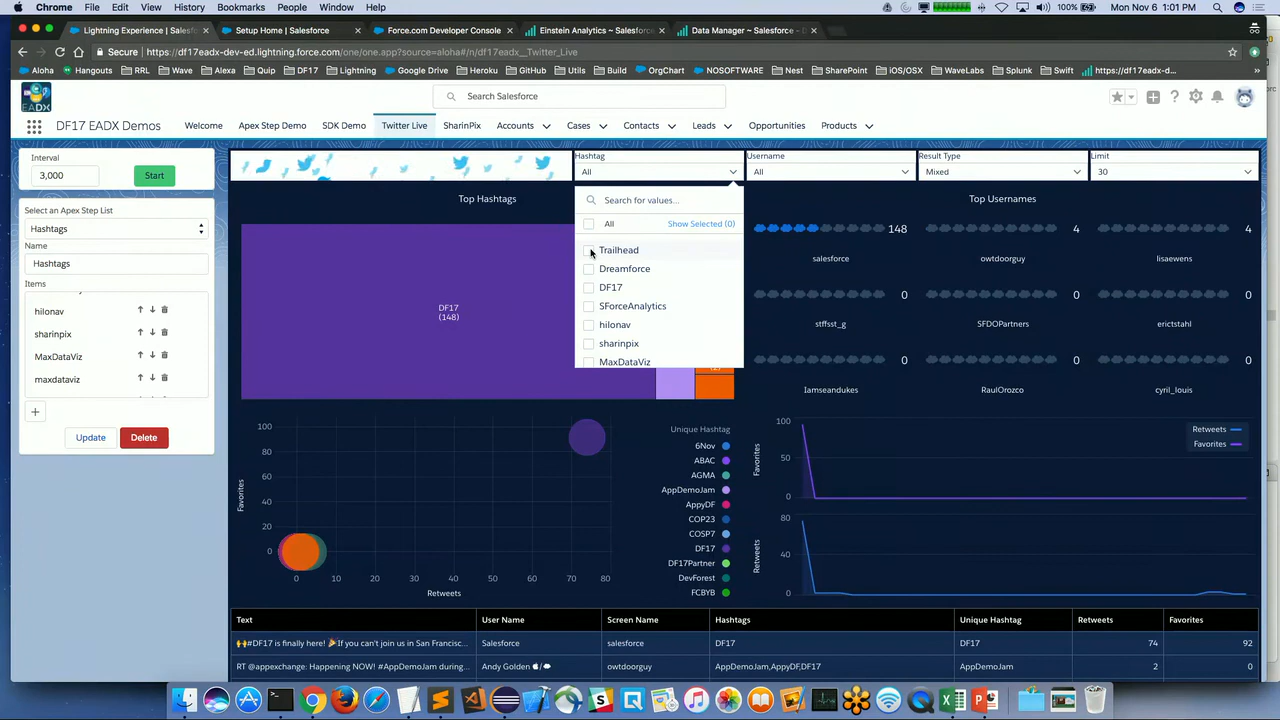 Chrome File Edit View History Bookmarks People Window Help
100% Mon Nov 6 1:01 PM
Lightning Experience | Salesfo
Setup Home | Salesforce
Force.com Developer Console
Einstein Analytics ~ Salesforc
Data Manager ~ Salesforce - D
Secure https://df17eadx-dev-ed.lightning.force.com/one/one.app?source=aloha#/n/df17eadx__Twitter_Live
Aloha Hangouts RRL Wave Alexa Quip DF17 Lightning Google Drive Heroku GitHub Utils Build OrgChart NOSOFTWARE Nest SharePoint iOS/OSX WaveLabs Splunk Swift https://df17eadx-d...
EADX
Search Salesforce
DF17 EADX Demos Welcome Apex Step Demo SDK Demo Twitter Live SharinPix Accounts Cases Contacts Leads Opportunities Products
Interval
3,000 Start
Select an Apex Step List
Hashtags
Name
Hashtags
Items
hilonav
sharinpix
MaxDataViz
maxdataviz
+
Update Delete
Hashtag
All
Username
All
Result Type
Mixed
Limit
30
Search for values...
All Show Selected (0)
Trailhead
Dreamforce
DF17
SForceAnalytics
hilonav
sharinpix
MaxDataViz
Top Hashtags
DF17
(148)
Top Usernames
148 4 4
salesforce owtdoorguy lisaewens
0 0 0
stffsst_g SFDOPartners erictstahl
0 0 0
Iamseandukes RaulOrozco cyril_louis
Favorites
100
80
60
40
20
0
0 10 20 30 40 50 60 70 80
Retweets
Unique Hashtag
6Nov
ABAC
AGMA
AppDemoJam
AppyDF
COP23
COSP7
DF17
DF17Partner
DevForest
FCBYB
Retweets
Favorites
Favorites
100
50
0
Retweets
80
40
0
Text User Name Screen Name Hashtags Unique Hashtag Retweets Favorites
🙌#DF17 is finally here! 🎉If you can't join us in San Francisc... Salesforce salesforce DF17 DF17 74 92
RT @appexchange: Happening NOW! #AppDemoJam during... Andy Golden owtdoorguy AppDemoJam,AppyDF,DF17 AppDemoJam 2 0